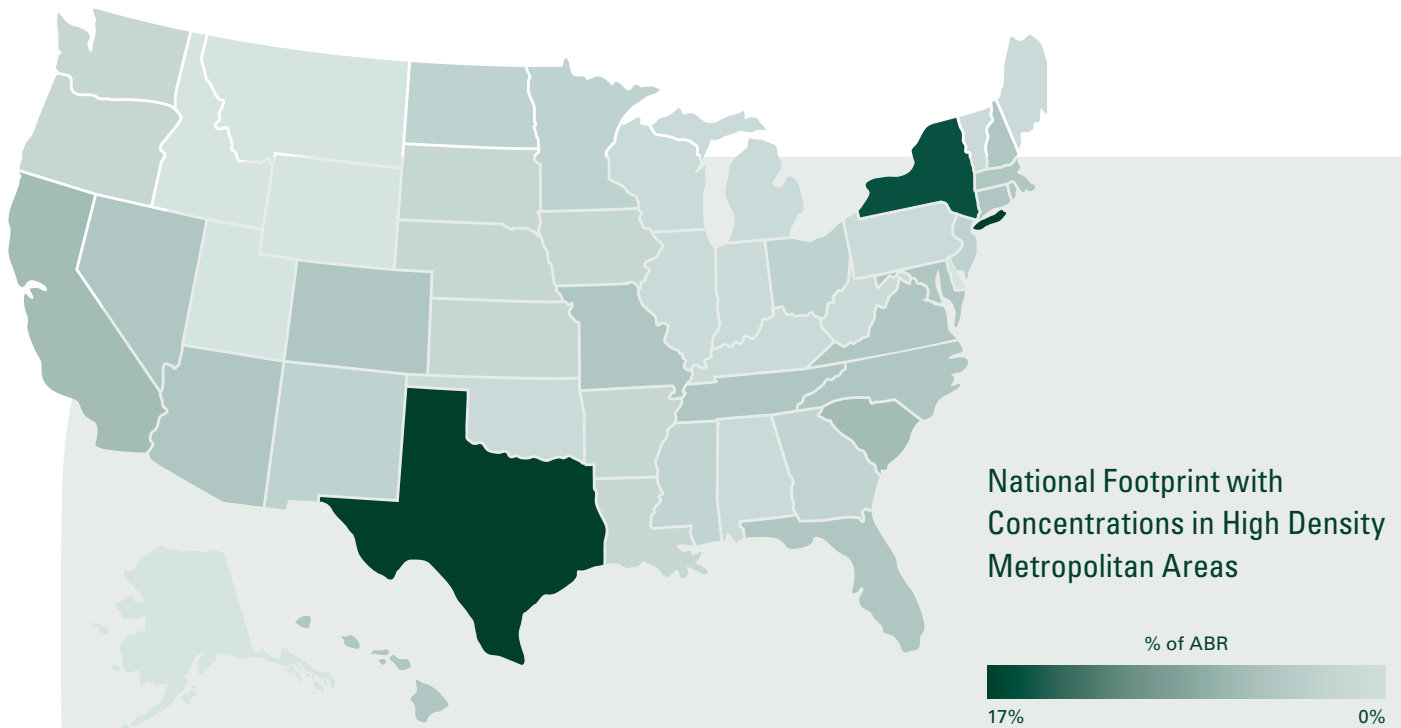 National Footprint with
Concentrations in High Density
Metropolitan Areas
% of ABR
17%
0%